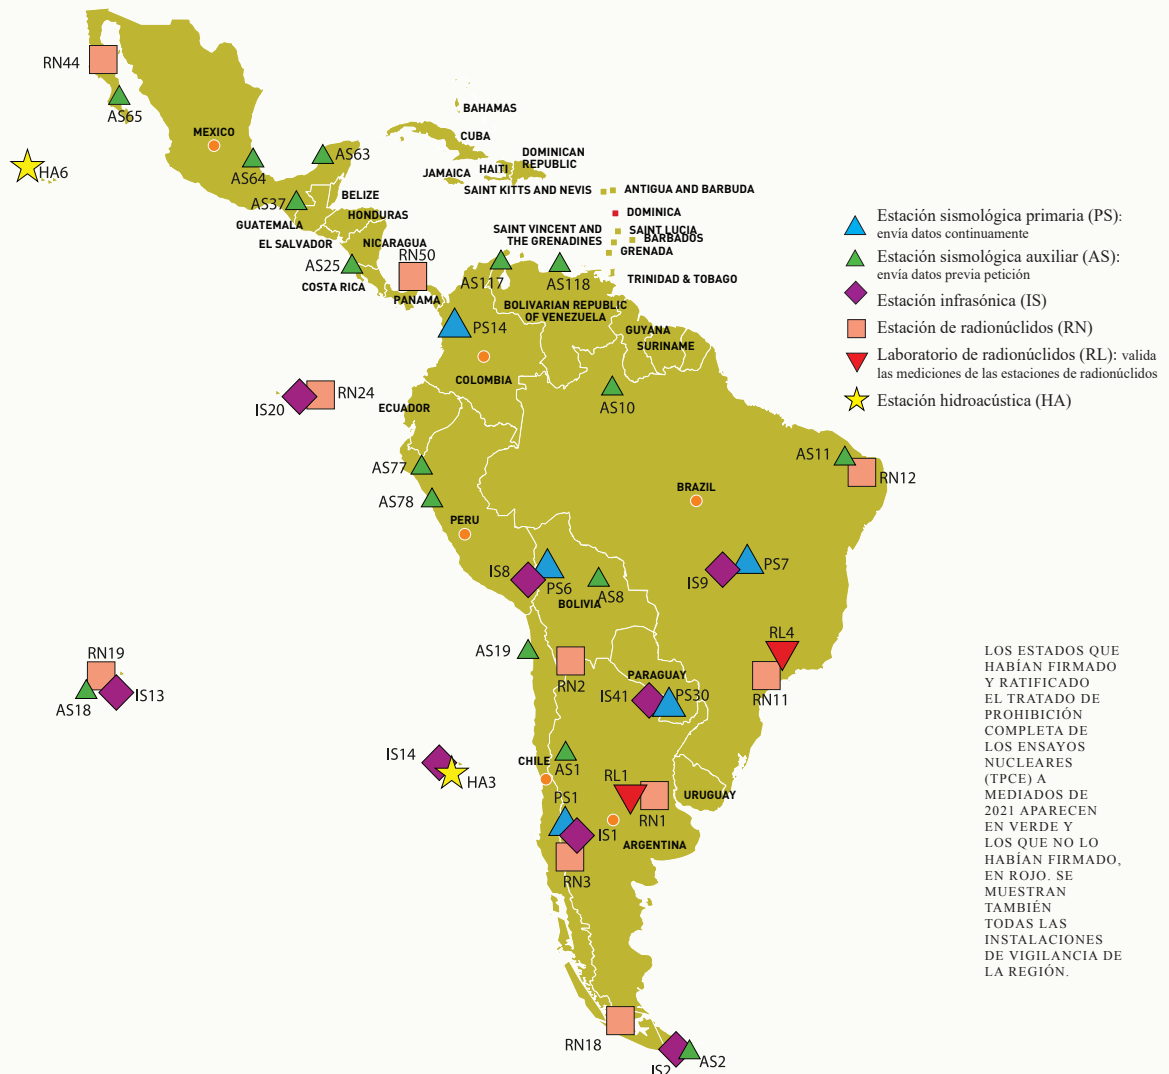 RN44
AS65
BAHAMAS
MEXICO
CUBA
AS63
DOMINICAN
REPUBLIC
HA6
AS64
JAMAICA
HAITI
SAINT KITTS AND NEVIS
ANTIGUA AND BARBUDA
BELIZE
AS37
DOMINICA
HONDURAS
GUATEMALA
SAINT VINCENT AND
THE GRENADINES
SAINT LUCIA
BARBADOS
EL SALVADOR
NICARAGUA
GRENADA
RN50
AS25
COSTA RICA
PANAMA
AS117
AS118
TRINIDAD & TOBAGO
BOLIVARIAN REPUBLIC
OF VENEZUELA
PS14
GUYANA
SURINAME
COLOMBIA
RN24
IS20
ECUADOR
AS10
AS11
RN12
AS77
AS78
BRAZIL
PERU
IS8
PS6
AS8
BOLIVIA
IS9
PS7
RL4
AS19
RN19
AS18
IS13
RN2
PARAGUAY
IS41
PS30
RN11
IS14
HA3
CHILE
AS1
RL1
RN1
URUGUAY
PS1
IS1
ARGENTINA
RN3
RN18
IS2
AS2
Estación sismológica primaria (PS):
envía datos continuamente
Estación sismológica auxiliar (AS):
envía datos previa petición
Estación infrasónica (IS)
Estación de radionúclidos (RN)
Laboratorio de radionúclidos (RL): valida
las mediciones de las estaciones de radionúclidos
Estación hidroacústica (HA)
LOS ESTADOS QUE
HABÍAN FIRMADO
Y RATIFICADO
EL TRATADO DE
PROHIBICIÓN
COMPLETA DE
LOS ENSAYOS
NUCLEARES
(TPCE) A
MEDIADOS DE
2021 APARECEN
EN VERDE Y
LOS QUE NO LO
HABÍAN FIRMADO,
EN ROJO. SE
MUESTRAN
TAMBIÉN
TODAS LAS
INSTALACIONES
DE VIGILANCIA DE
LA REGIÓN.